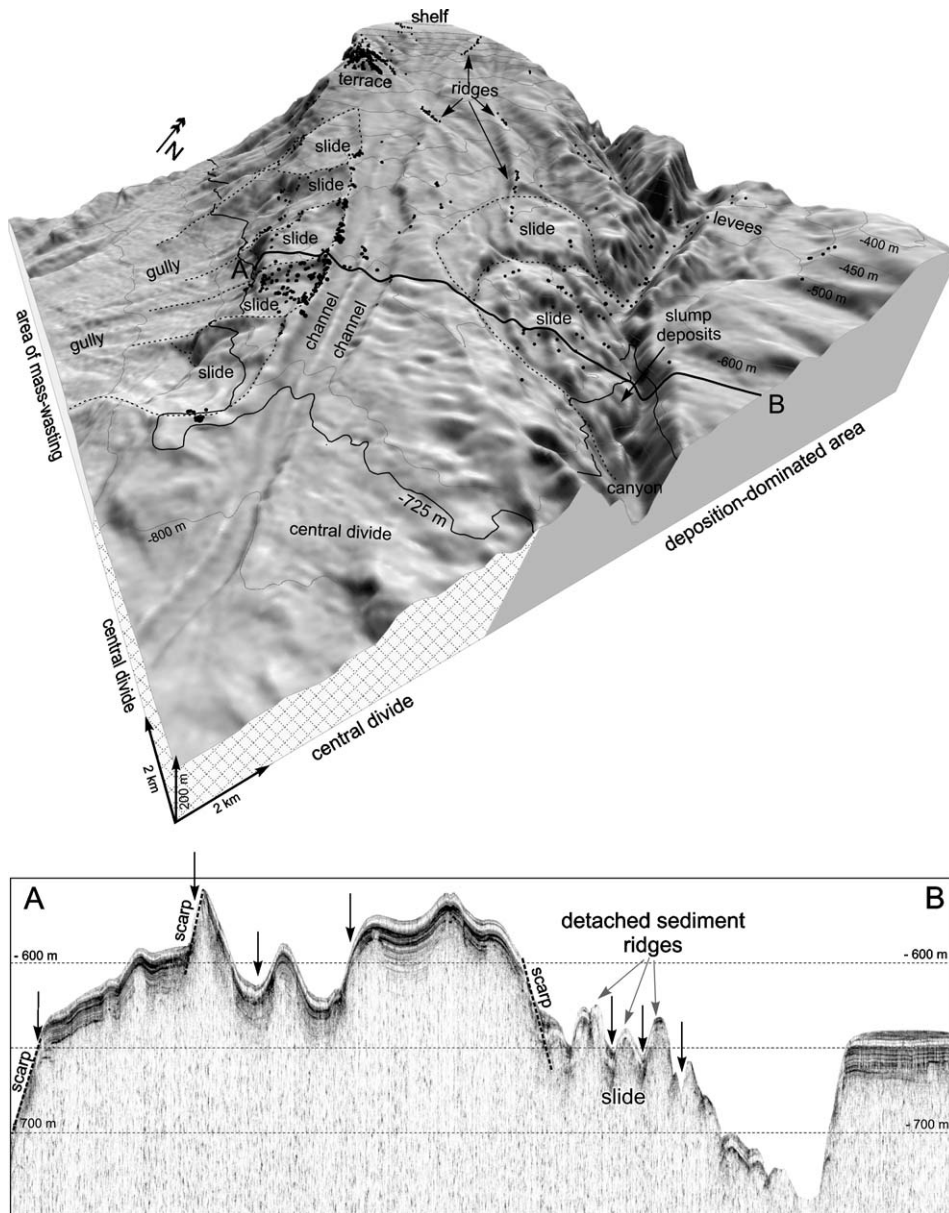 shelf
terrace
ridges
N
slide
slide
slide
levees
slide
-400 m
-450 m
-500 m
gully
A
slide
slide
channel
channel
slump
deposits
gully
slide
-600 m
B
area of mass-wasting
canyon
-725 m
-800 m
central divide
deposition-dominated area
central divide
central divide
2 km
200 m
2 km
A
B
scarp
detached sediment
ridges
- 600 m
- 600 m
scarp
scarp
slide
- 700 m
- 700 m